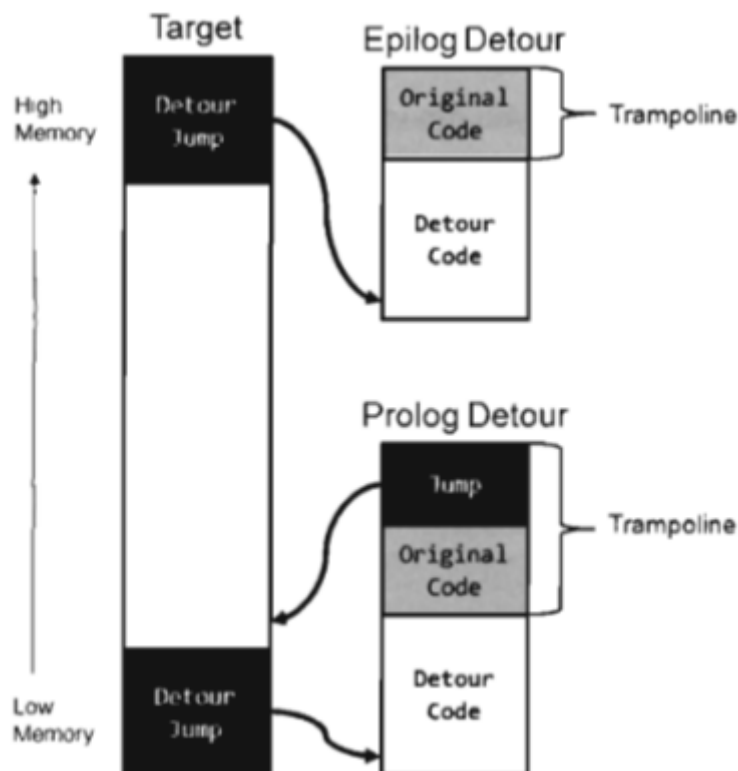 Target
Epilog Detour
High
Memory
Detour
Jump
Original
Code
Trampoline
Detour
Code
Prolog Detour
Jump
Original
Code
Trampoline
Detour
Code
Low
Memory
Detour
Jump